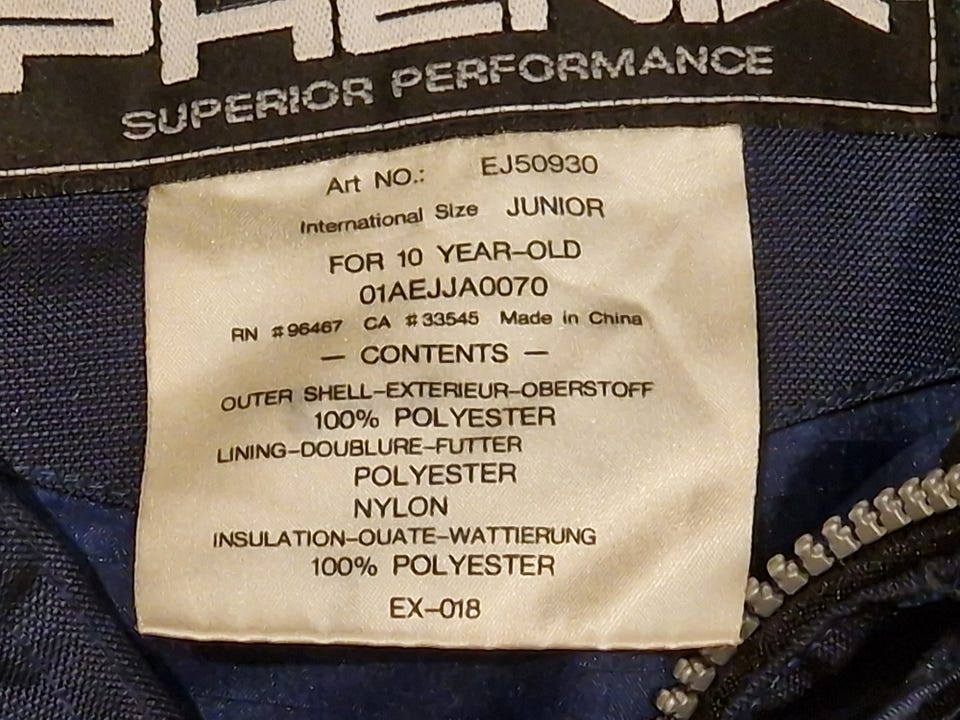 PHENIX
SUPERIOR PERFORMANCE
Art NO.: EJ50930
International Size JUNIOR
FOR 10 YEAR-OLD
01AEJJA0070
RN #96467 CA #33545 Made in China
— CONTENTS —
OUTER SHELL-EXTERIEUR-OBERSTOFF
100% POLYESTER
LINING-DOUBLURE-FUTTER
POLYESTER
NYLON
INSULATION-OUATE-WATTIERUNG
100% POLYESTER
EX-018